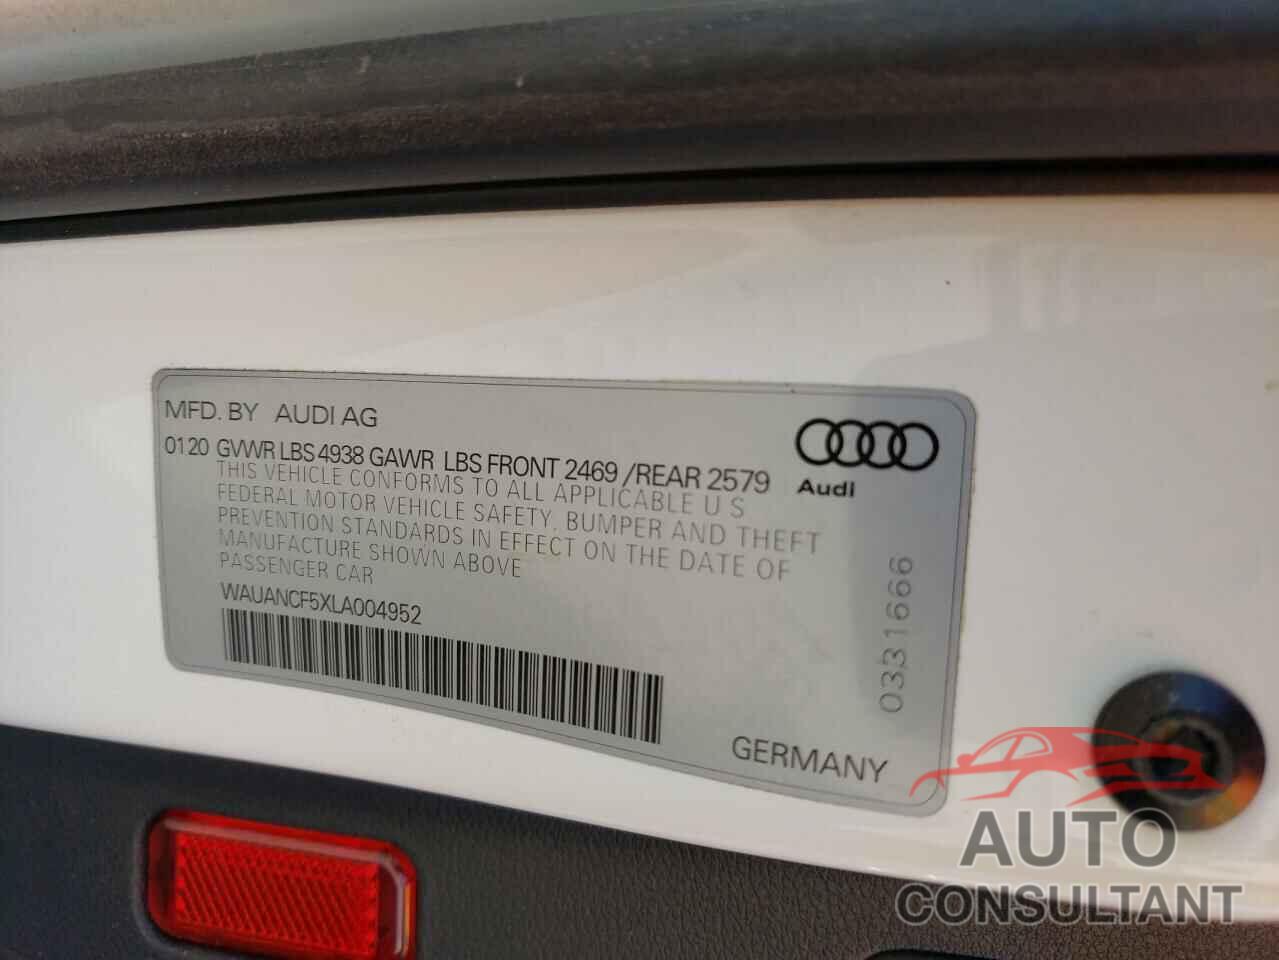 MFD. BY AUDI AG
0120 GVWR LBS 4938 GAWR LBS FRONT 2469 /REAR 2579
THIS VEHICLE CONFORMS TO ALL APPLICABLE U S
FEDERAL MOTOR VEHICLE SAFETY, BUMPER AND THEFT
PREVENTION STANDARDS IN EFFECT ON THE DATE OF
MANUFACTURE SHOWN ABOVE
PASSENGER CAR
WAUANCF5XLA004952
Audi
0331666
GERMANY
AUTO
CONSULTANT